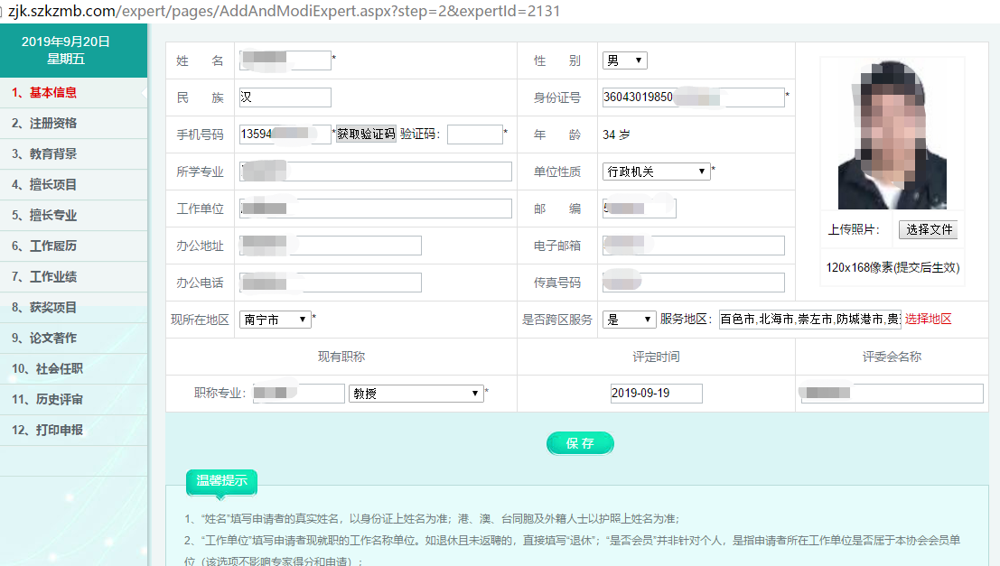 zjk.szkzmb.com/expert/pages/AddAndModiExpert.aspx?step=2&expertId=2131
2019年9月20日
星期五
1、基本信息
2、注册资格
3、教育背景
4、擅长项目
5、擅长专业
6、工作履历
7、工作业绩
8、获奖项目
9、论文著作
10、社会任职
11、历史评审
12、打印申报
姓 名 * 性 别 男
民 族 汉 身份证号 36043019850 *
手机号码 13594 * 获取验证码 验证码： * 年 龄 34 岁
所学专业 单位性质 行政机关 *
工作单位 邮 编
上传照片： 选择文件
办公地址 电子邮箱
120x168像素(提交后生效)
办公电话 传真号码
现所在地区 南宁市 * 是否跨区服务 是 服务地区： 百色市,北海市,崇左市,防城港市,贵 选择地区
现有职称 评定时间 评委会名称
职称专业： 教授 * 2019-09-19
保 存
温馨提示
1、“姓名”填写申请者的真实姓名，以身份证上姓名为准；港、澳、台同胞及外籍人士以护照上姓名为准；
2、“工作单位”填写申请者现就职的工作名称单位。如退休且未返聘的，直接填写“退休”；“是否会员”并非针对个人，是指申请者所在工作单位是否属于本协会会员单
位（该选项不影响专家得分和申请）；